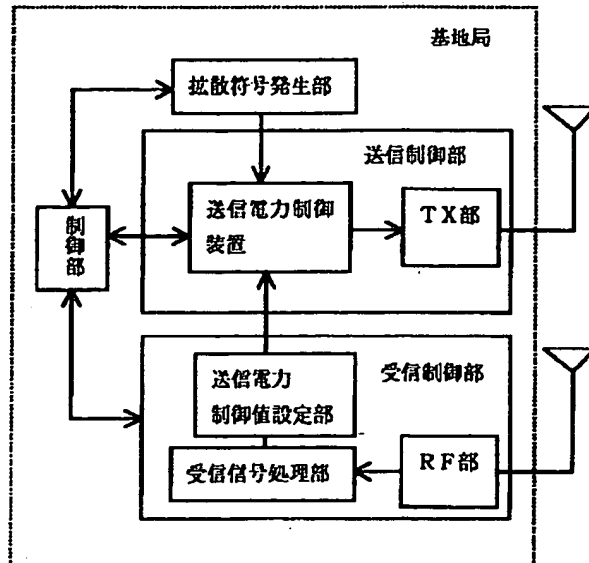 基地局
拡散符号発生部
送信制御部
送信電力制御
装置
TX部
制御部
受信制御部
送信電力
制御値設定部
受信信号処理部
RF部